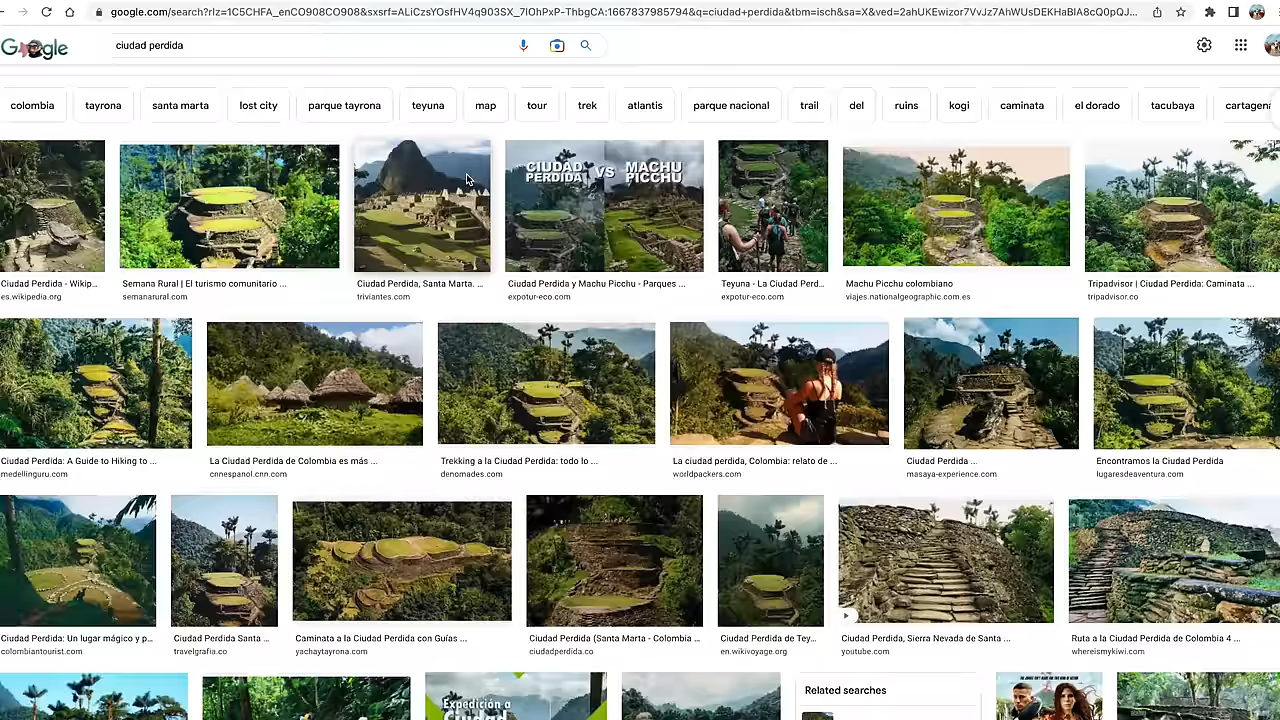 google.com/search?rlz=1C5CHFA_enCO908CO908&sxsrf=ALiCzsYOsfHV4q903SX_7lOhPxP-ThbgCA:1667837985794&q=ciudad+perdida&tbm=isch&sa=X&ved=2ahUKEwizor7VvJz7AhWUsDEKHaBIA8cQ0pQJ...
ciudad perdida
colombia tayrona santa marta lost city parque tayrona teyuna map tour trek atlantis parque nacional trail del ruins kogi caminata el dorado tacubaya cartagena
CIUDAD PERDIDA VS MACHU PICCHU
Ciudad Perdida - Wikip... Semana Rural | El turismo comunitario ... Ciudad Perdida, Santa Marta. ... Ciudad Perdida y Machu Picchu - Parques ... Teyuna - La Ciudad Perd... Machu Picchu colombiano Tripadvisor | Ciudad Perdida: Caminata ...
es.wikipedia.org semanarural.com triviantes.com expotur-eco.com expotur-eco.com viajes.nationalgeographic.com.es tripadvisor.co
Ciudad Perdida: A Guide to Hiking to ... La Ciudad Perdida de Colombia es más ... Trekking a la Ciudad Perdida: todo lo ... La ciudad perdida, Colombia: relato de ... Ciudad Perdida ... Encontramos la Ciudad Perdida
medellinguru.com cnnespanol.cnn.com denomades.com worldpackers.com masaya-experience.com lugaresdeaventura.com
Ciudad Perdida: Un lugar mágico y p... Ciudad Perdida Santa ... Caminata a la Ciudad Perdida con Guías ... Ciudad Perdida (Santa Marta - Colombia ... Ciudad Perdida de Tey... Ciudad Perdida, Sierra Nevada de Santa ... Ruta a la Ciudad Perdida de Colombia 4 ...
colombiantourist.com travelgrafia.co yachaytayrona.com ciudadperdida.co en.wikivoyage.org youtube.com whereismykiwi.com
Expedición a
Related searches